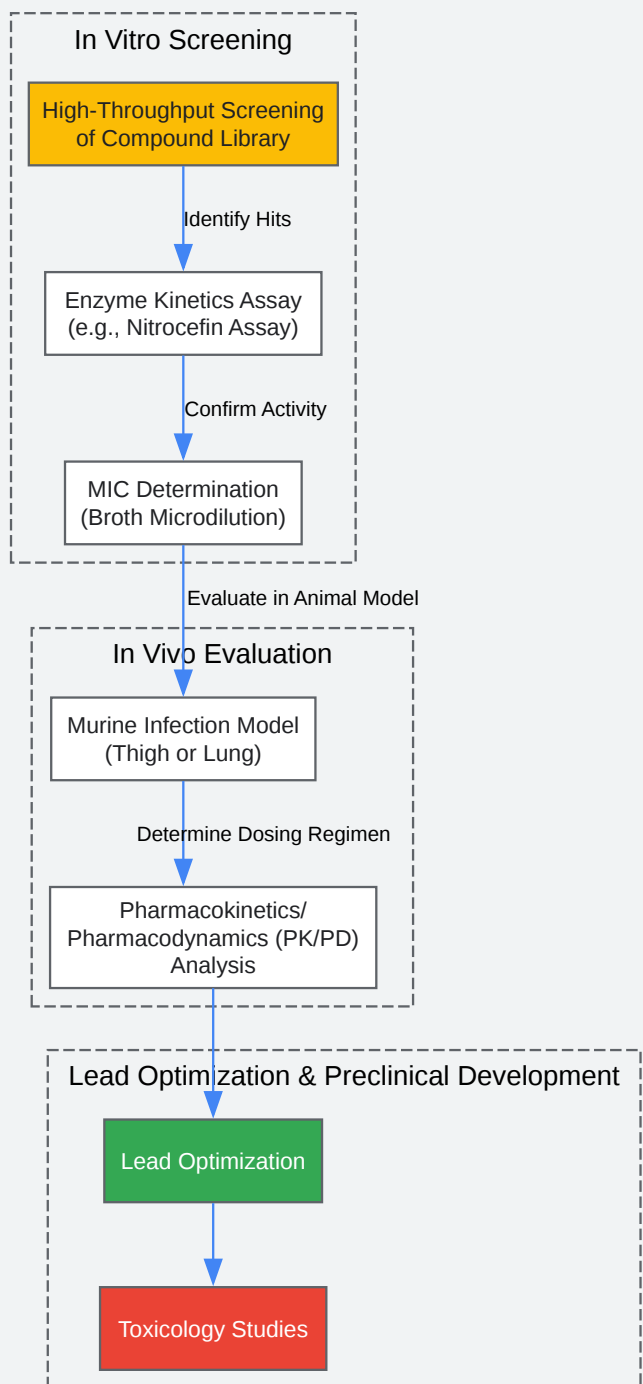 In Vitro Screening
High-Throughput Screening
of Compound Library
Identify Hits
Enzyme Kinetics Assay
(e.g., Nitrocefin Assay)
Confirm Activity
MIC Determination
(Broth Microdilution)
Evaluate in Animal Model
In Vivo Evaluation
Murine Infection Model
(Thigh or Lung)
Determine Dosing Regimen
Pharmacokinetics/
Pharmacodynamics (PK/PD)
Analysis
Lead Optimization & Preclinical Development
Lead Optimization
Toxicology Studies